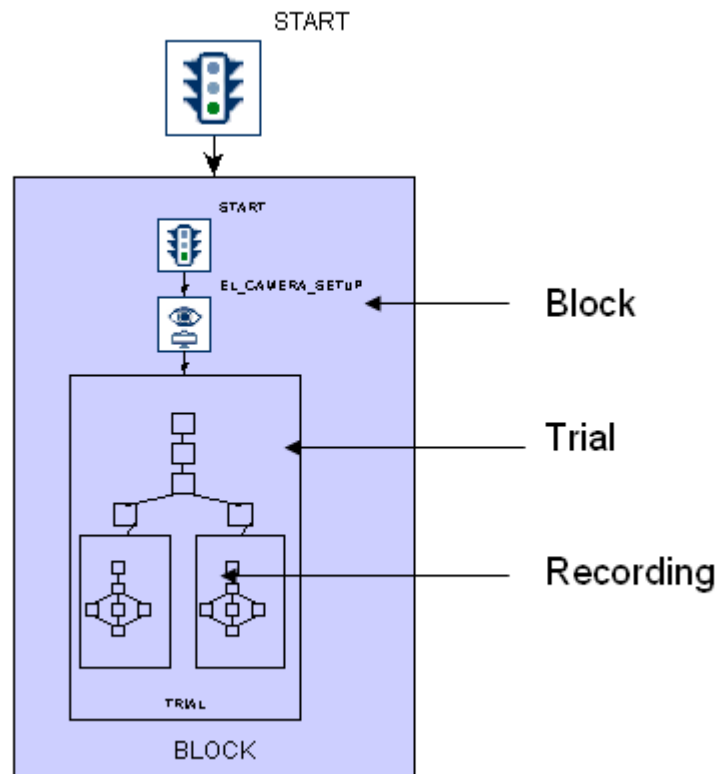 START
START
EL_CAMERA_SETUP
Block
Trial
Recording
TRIAL
BLOCK